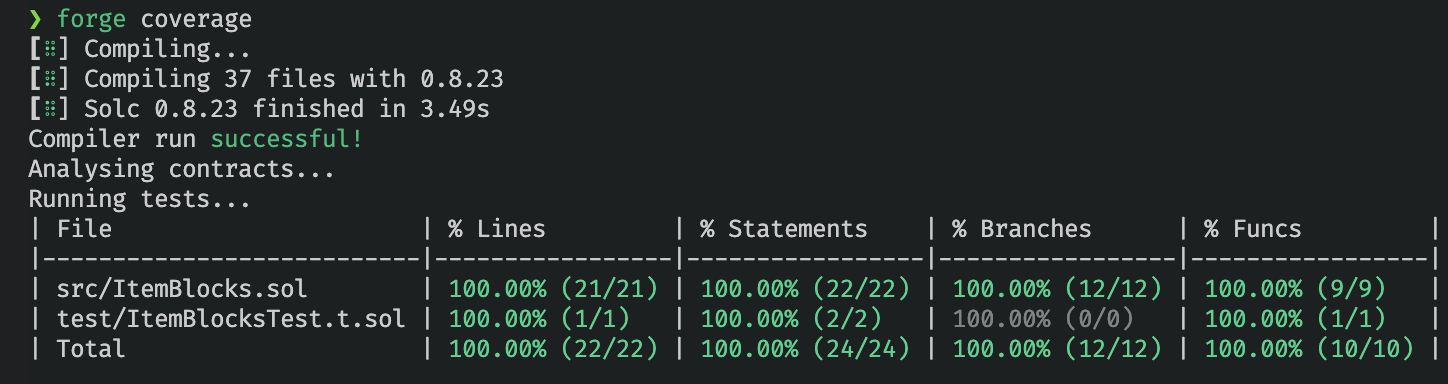 ❯ forge coverage
[⠿] Compiling...
[⠿] Compiling 37 files with 0.8.23
[⠿] Solc 0.8.23 finished in 3.49s
Compiler run successful!
Analysing contracts...
Running tests...
| File                      | % Lines         | % Statements    | % Branches      | % Funcs         |
|---------------------------|-----------------|-----------------|-----------------|-----------------|
| src/ItemBlocks.sol        | 100.00% (21/21) | 100.00% (22/22) | 100.00% (12/12) | 100.00% (9/9)   |
| test/ItemBlocksTest.t.sol | 100.00% (1/1)   | 100.00% (2/2)   | 100.00% (0/0)   | 100.00% (1/1)   |
| Total                     | 100.00% (22/22) | 100.00% (24/24) | 100.00% (12/12) | 100.00% (10/10) |